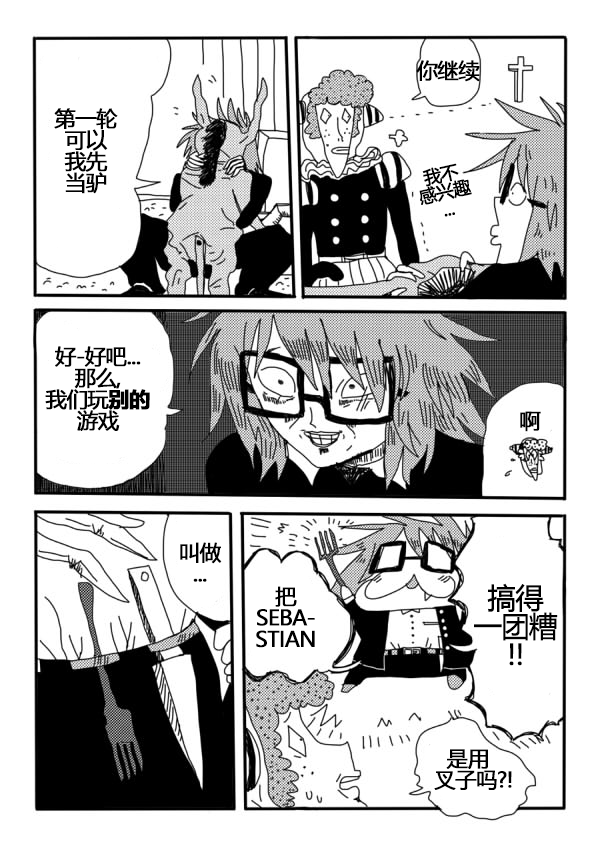 第一轮
可以
我先
当驴
你继续
我不
感兴趣
...
好-好吧...
那么,
我们玩别的
游戏
啊
叫做
...
把
SEBA-
STIAN
搞得
一团糟
!!
是用
叉子吗?!